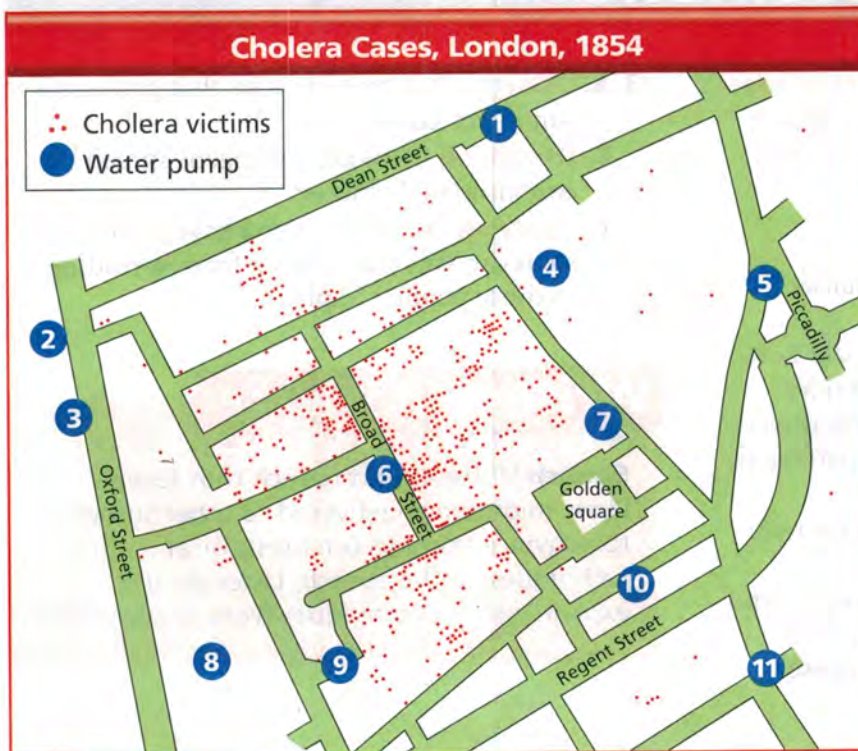 Cholera Cases, London, 1854
Cholera victims
Water pump
1
Dean Street
4
5
Piccadilly
2
3
Broad
Street
7
6
Golden
Square
Oxford Street
10
Regent Street
8
9
11